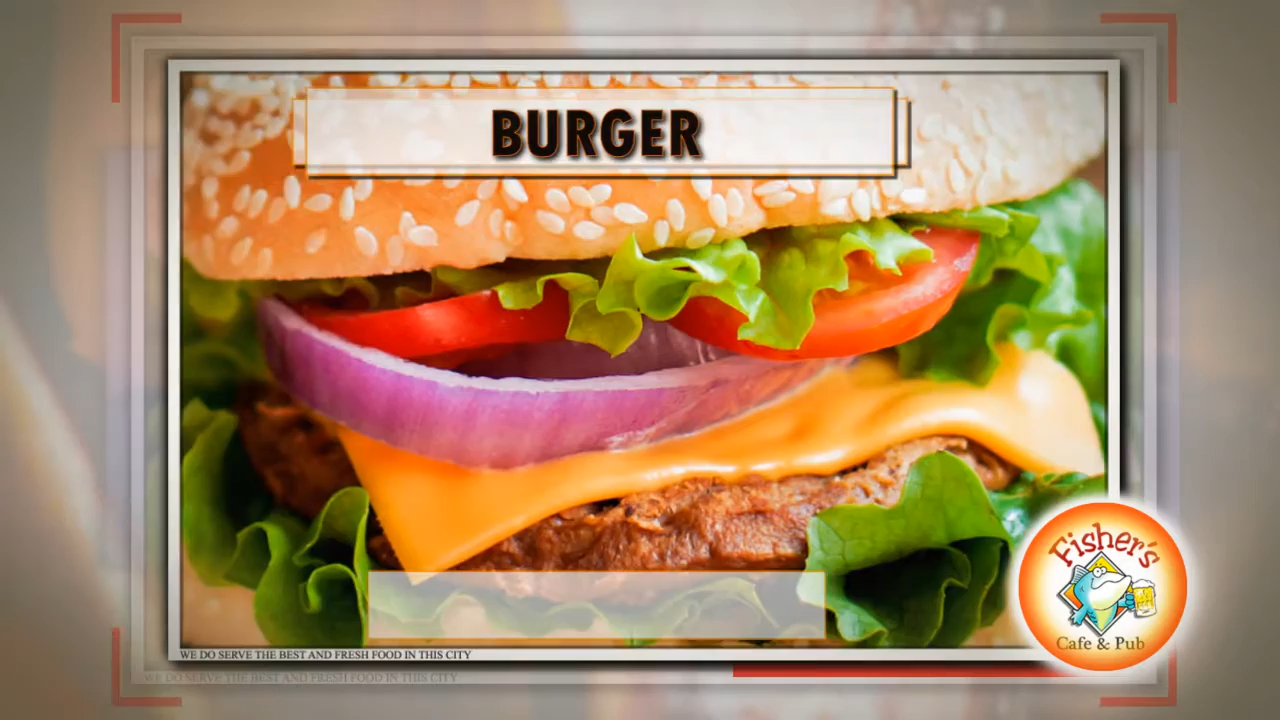 BURGER
Fisher's
Cafe & Pub
WE DO SERVE THE BEST AND FRESH FOOD IN THIS CITY
WE DO SERVE THE BEST AND FRESH FOOD IN THIS CITY